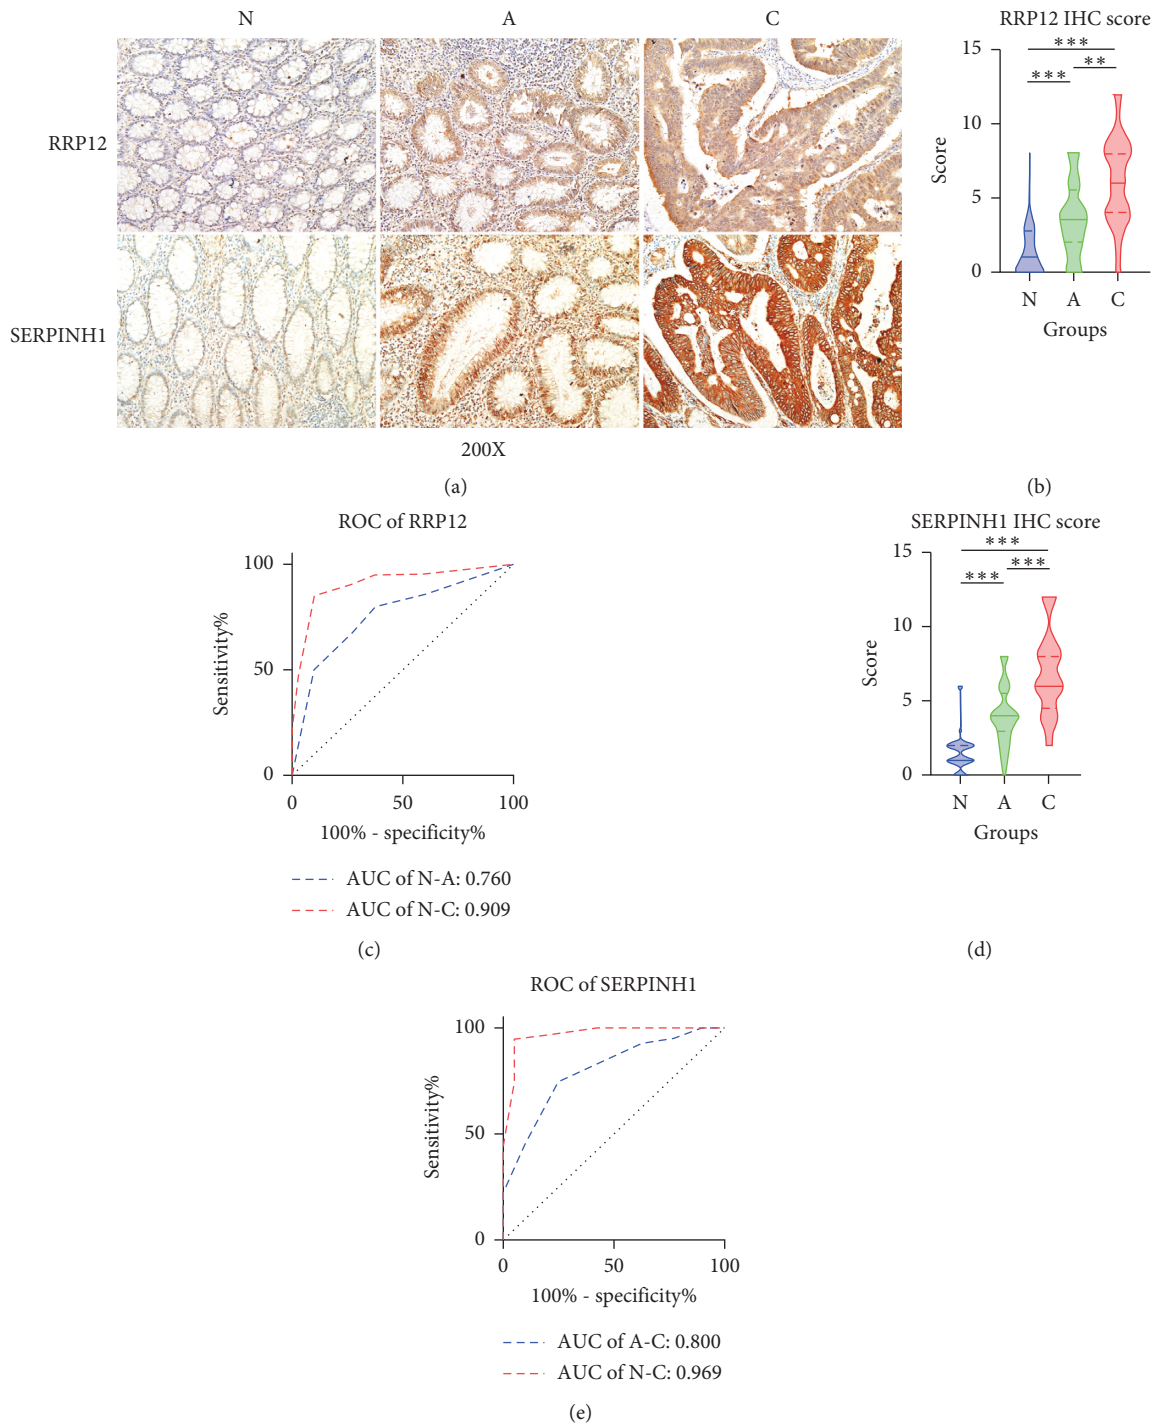 N
A
C
RRP12
SERPINH1
200X
(a)
RRP12 IHC score
15
10
5
0
Score
***
***
**
N
A
C
Groups
(b)
ROC of RRP12
100
50
0
Sensitivity%
0
50
100
100% - specificity%
AUC of N-A: 0.760
AUC of N-C: 0.909
(c)
SERPINH1 IHC score
15
10
5
0
Score
***
***
***
N
A
C
Groups
(d)
ROC of SERPINH1
100
50
0
Sensitivity%
0
50
100
100% - specificity%
AUC of A-C: 0.800
AUC of N-C: 0.969
(e)